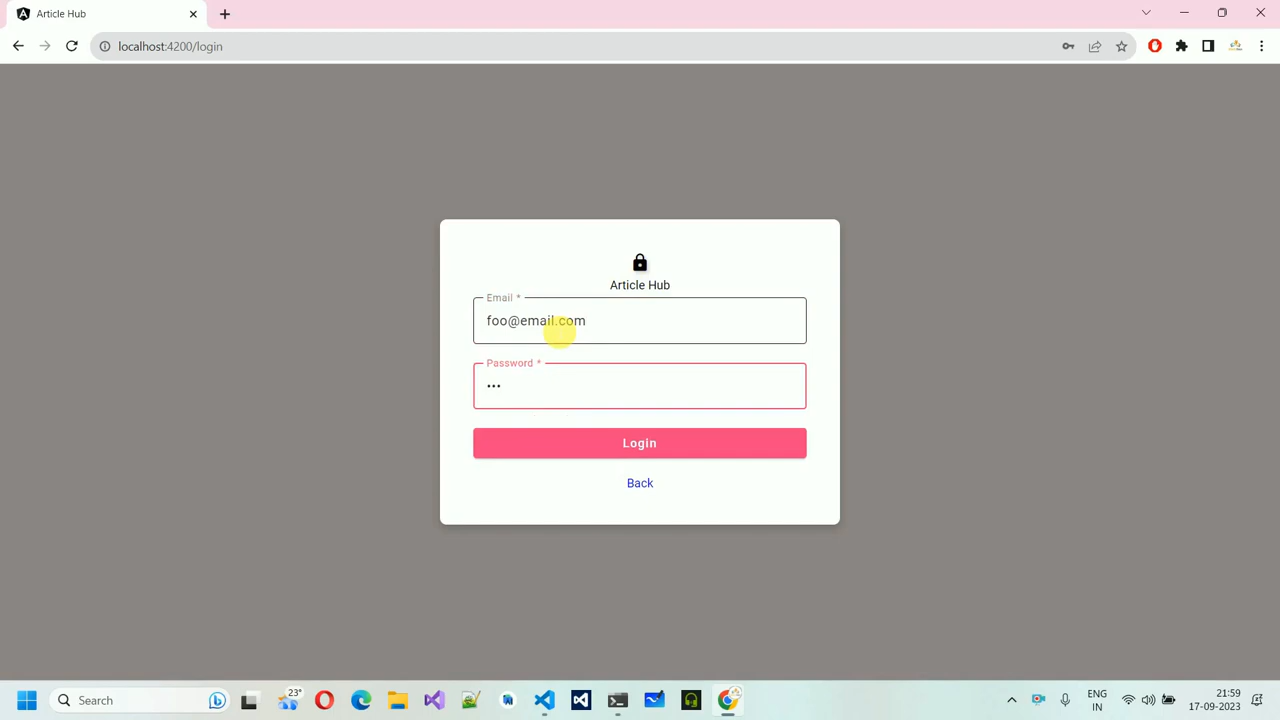 Article Hub
localhost:4200/login
Article Hub
Email *
foo@email.com
Password *
•••
Login
Back
Search
23°
ENG
IN
21:59
17-09-2023